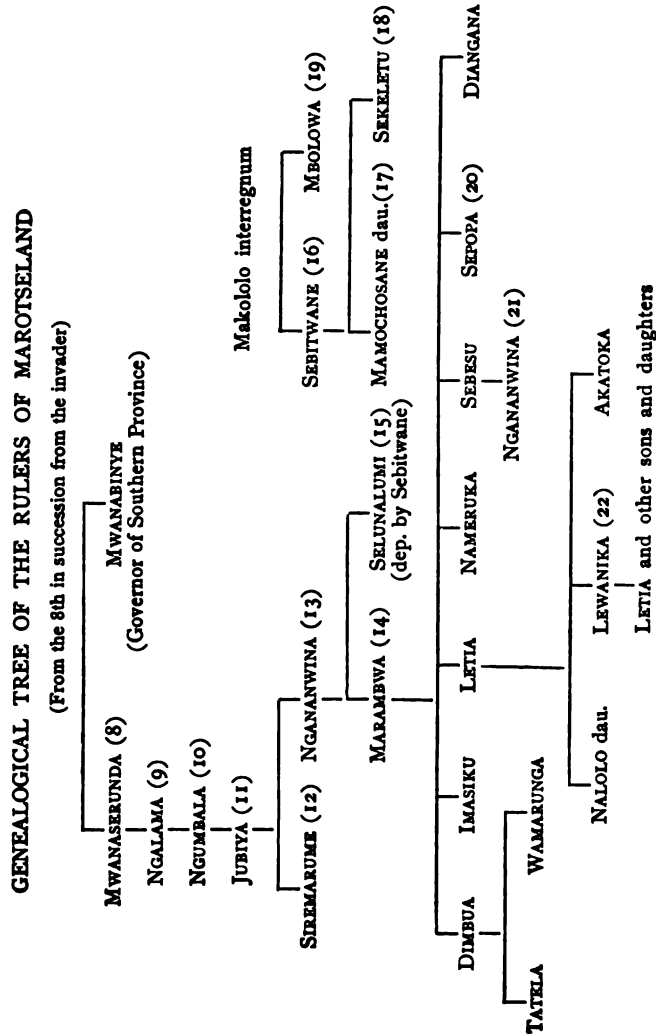 GENEALOGICAL TREE OF THE RULERS OF MAROTSELAND
(From the 8th in succession from the invader)
MWANASERUNDA (8) MWANABINYE
(Governor of Southern Province)
NGALAMA (9)
NGUMBALA (10)
JUBIYA (11)
Makololo interregnum
SIREMARUME (12) NGANANWINA (13) SEBITWANE (16) MBOLOWA (19)
MARAMBWA (14) SELUNALUMI (15) MAMOCHOSANE dau.(17) SEKELETU (18)
(dep. by Sebitwane)
DIMBUA IMASIKU LETIA NAMERUKA SEBESU SEPOPA (20) DIANGANA
TATELA WAMARUNGA NGANANWINA (21)
NALOLO dau. LEWANIKA (22) AKATOKA
LETIA and other sons and daughters